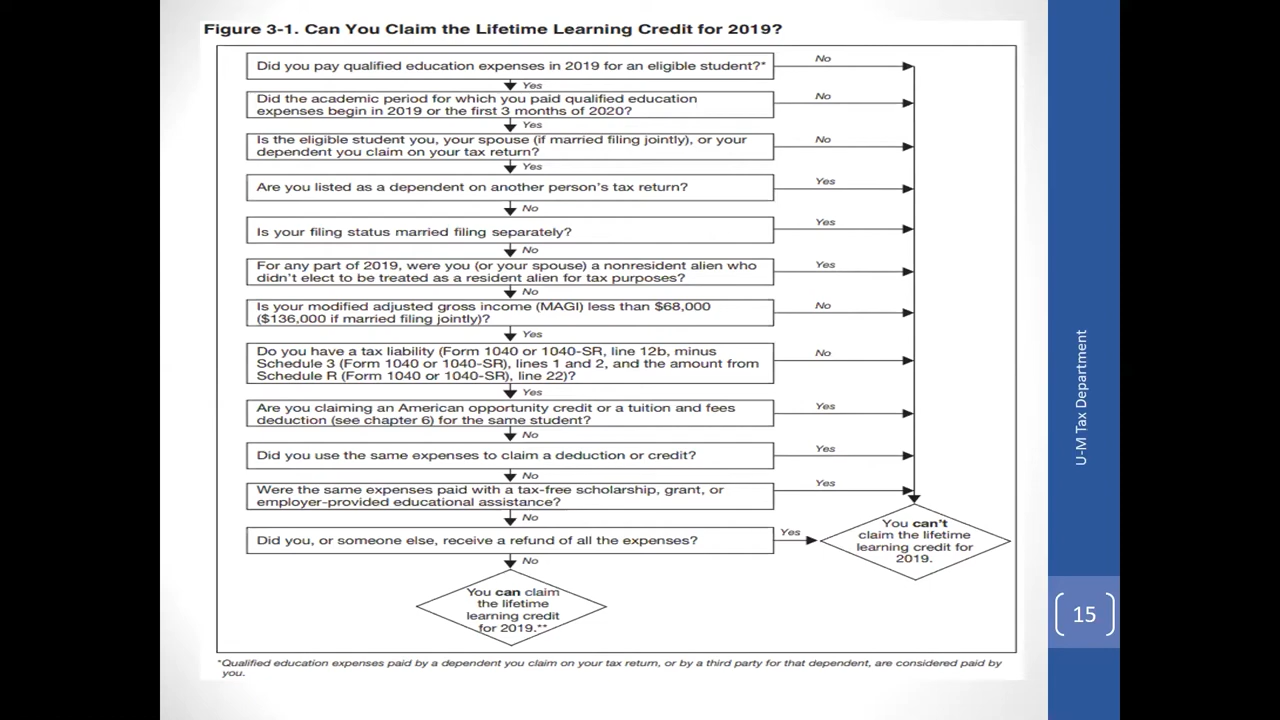 Figure 3-1. Can You Claim the Lifetime Learning Credit for 2019?
Did you pay qualified education expenses in 2019 for an eligible student?*
No
Yes
Did the academic period for which you paid qualified education
expenses begin in 2019 or the first 3 months of 2020?
No
Yes
Is the eligible student you, your spouse (if married filing jointly), or your
dependent you claim on your tax return?
No
Yes
Are you listed as a dependent on another person's tax return?
Yes
No
Is your filing status married filing separately?
Yes
No
For any part of 2019, were you (or your spouse) a nonresident alien who
didn't elect to be treated as a resident alien for tax purposes?
Yes
No
Is your modified adjusted gross income (MAGI) less than $68,000
($136,000 if married filing jointly)?
No
Yes
Do you have a tax liability (Form 1040 or 1040-SR, line 12b, minus
Schedule 3 (Form 1040 or 1040-SR), lines 1 and 2, and the amount from
Schedule R (Form 1040 or 1040-SR), line 22)?
No
Yes
Are you claiming an American opportunity credit or a tuition and fees
deduction (see chapter 6) for the same student?
Yes
No
Did you use the same expenses to claim a deduction or credit?
Yes
No
Were the same expenses paid with a tax-free scholarship, grant, or
employer-provided educational assistance?
Yes
No
Did you, or someone else, receive a refund of all the expenses?
Yes
No
You can't
claim the lifetime
learning credit for
2019.
You can claim
the lifetime
learning credit
for 2019.**
*Qualified education expenses paid by a dependent you claim on your tax return, or by a third party for that dependent, are considered paid by
you.
U-M Tax Department
15